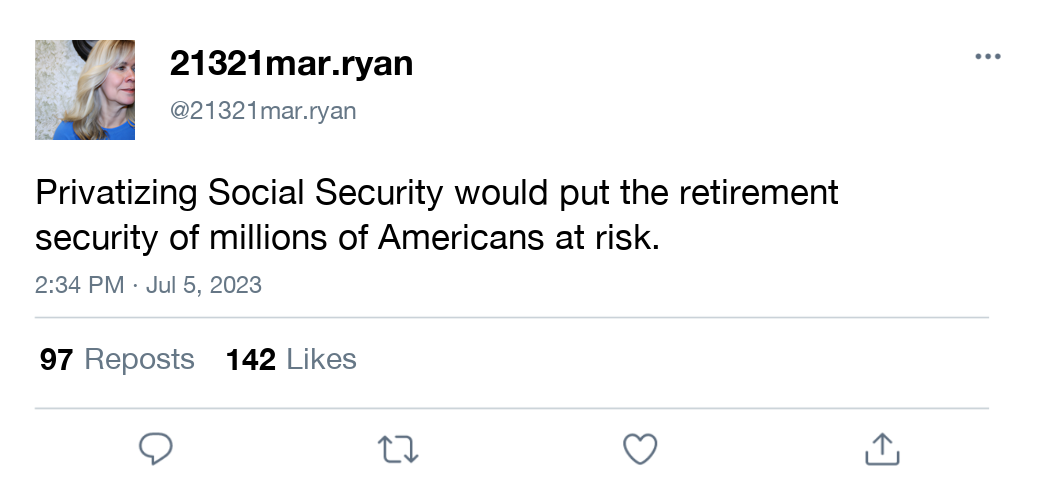 21321mar.ryan
@21321mar.ryan
Privatizing Social Security would put the retirement
security of millions of Americans at risk.
2:34 PM · Jul 5, 2023
97 Reposts 142 Likes